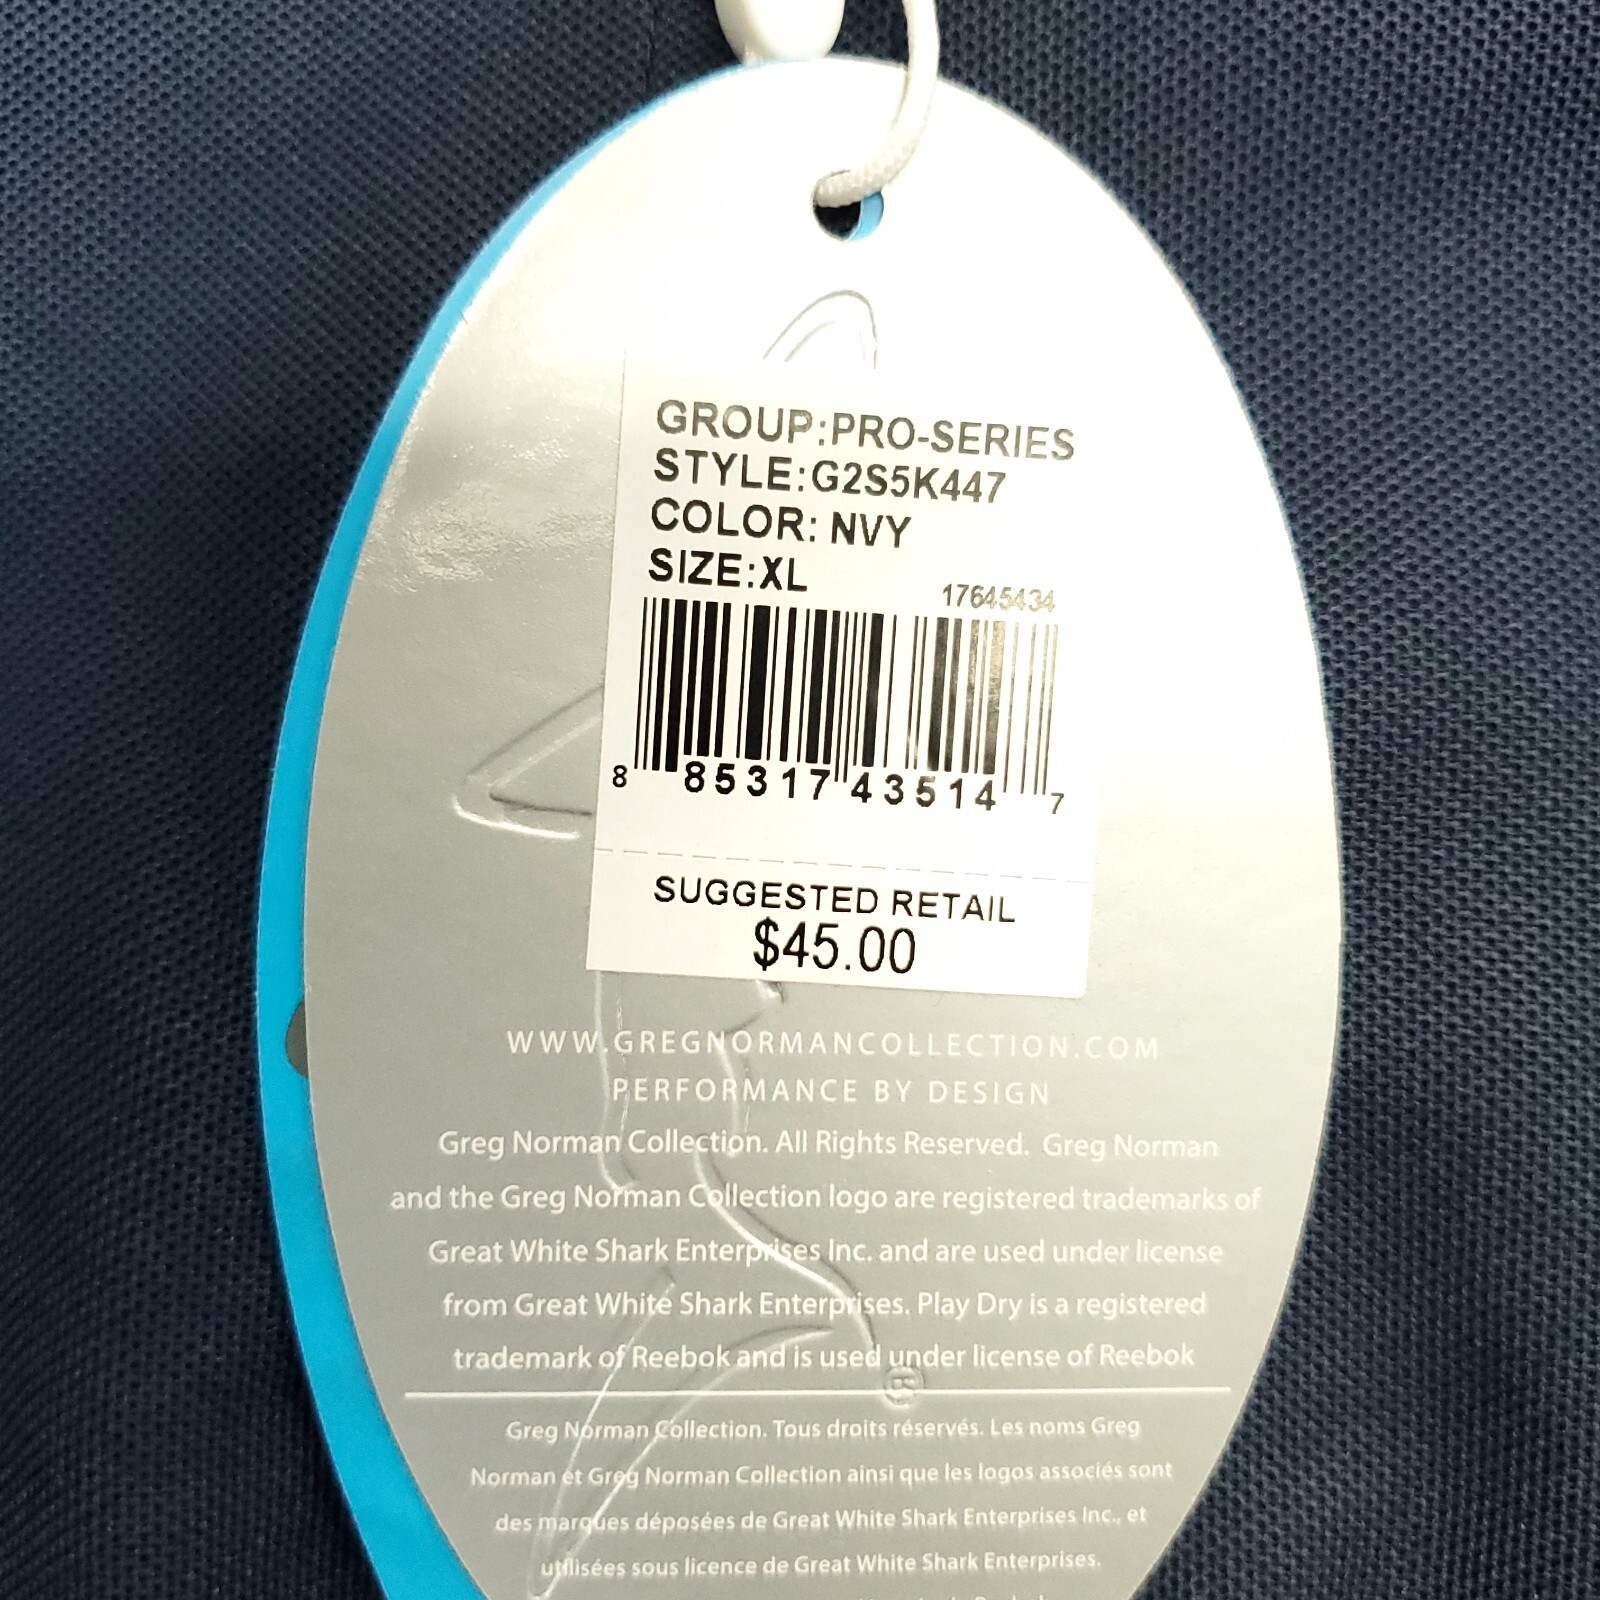 GROUP:PRO-SERIES
STYLE:G2S5K447
COLOR: NVY
SIZE:XL
17645434
8 85317 43514 7
SUGGESTED RETAIL
$45.00
WWW.GREGNORMANCOLLECTION.COM
PERFORMANCE BY DESIGN
Greg Norman Collection. All Rights Reserved. Greg Norman
and the Greg Norman Collection logo are registered trademarks of
Great White Shark Enterprises Inc. and are used under license
from Great White Shark Enterprises. Play Dry is a registered
trademark of Reebok and is used under license of Reebok
®
Greg Norman Collection. Tous droits réservés. Les noms Greg
Norman et Greg Norman Collection ainsi que les logos associés sont
des marques déposées de Great White Shark Enterprises Inc., et
utilisées sous licence de Great White Shark Enterprises.